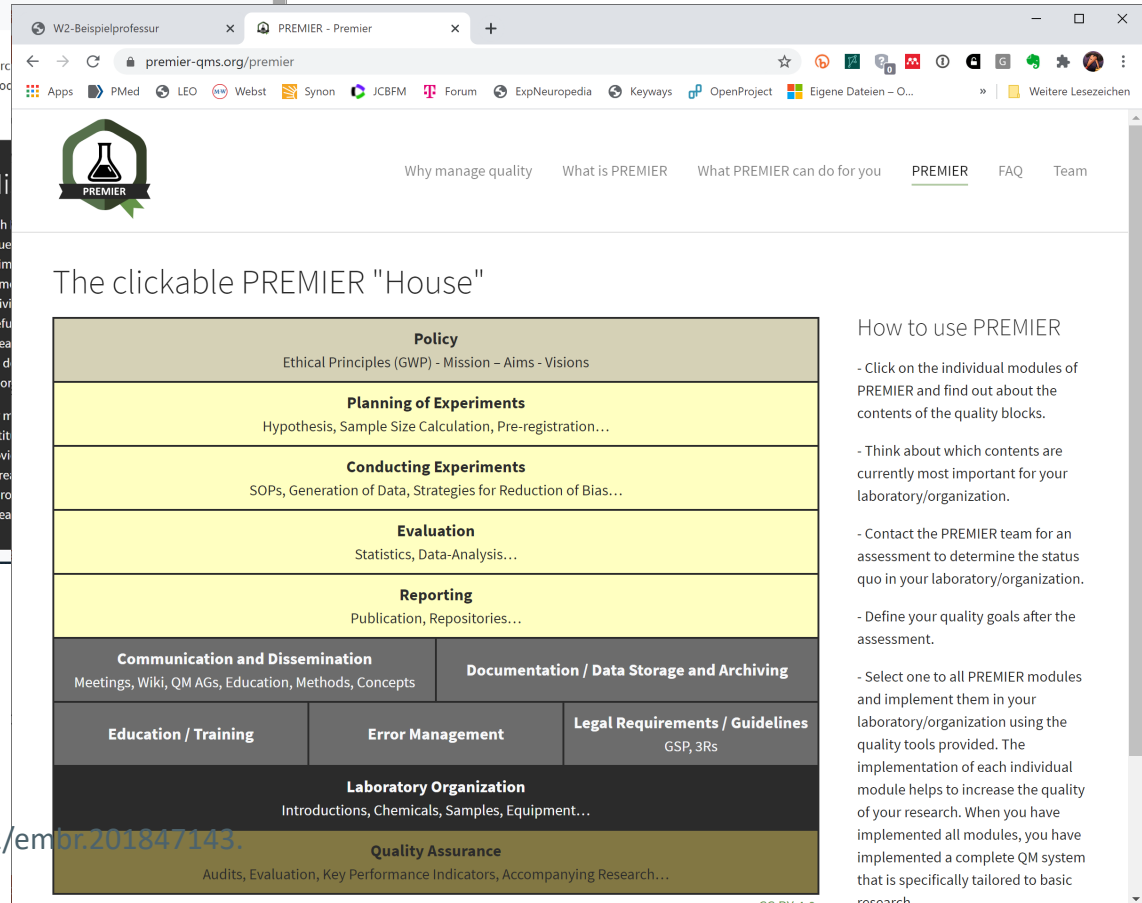 W2-Beispielprofessur
PREMIER - Premier
premier-qms.org/premier
0
G
Apps
PMed
LEO
Webst
Synon
JCBFM
Forum
ExpNeuropedia
Keyways
OpenProject
Eigene Dateien – O...
»
Weitere Lesezeichen
PREMIER
Why manage quality
What is PREMIER
What PREMIER can do for you
PREMIER
FAQ
Team
The clickable PREMIER "House"
Policy
Ethical Principles (GWP) - Mission – Aims - Visions
Planning of Experiments
Hypothesis, Sample Size Calculation, Pre-registration…
Conducting Experiments
SOPs, Generation of Data, Strategies for Reduction of Bias…
Evaluation
Statistics, Data-Analysis…
Reporting
Publication, Repositories…
Communication and Dissemination
Meetings, Wiki, QM AGs, Education, Methods, Concepts
Documentation / Data Storage and Archiving
Education / Training
Error Management
Legal Requirements / Guidelines
GSP, 3Rs
Laboratory Organization
Introductions, Chemicals, Samples, Equipment…
Quality Assurance
Audits, Evaluation, Key Performance Indicators, Accompanying Research…
/embr.201847143.
How to use PREMIER
- Click on the individual modules of
PREMIER and find out about the
contents of the quality blocks.
- Think about which contents are
currently most important for your
laboratory/organization.
- Contact the PREMIER team for an
assessment to determine the status
quo in your laboratory/organization.
- Define your quality goals after the
assessment.
- Select one to all PREMIER modules
and implement them in your
laboratory/organization using the
quality tools provided. The
implementation of each individual
module helps to increase the quality
of your research. When you have
implemented all modules, you have
implemented a complete QM system
that is specifically tailored to basic
research